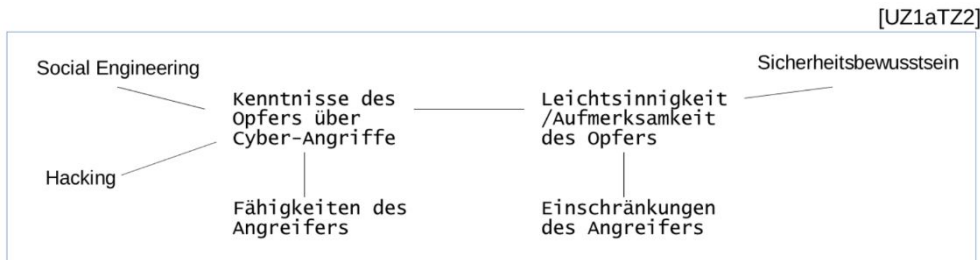 [UZ1aTZ2]
Social Engineering
Sicherheitsbewusstsein
Kenntnisse des
Opfers über
Cyber-Angriffe
Leichtsinnigkeit
/Aufmerksamkeit
des Opfers
Hacking
Fähigkeiten des
Angreifers
Einschränkungen
des Angreifers